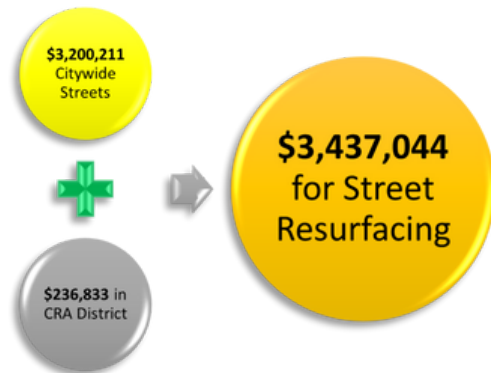 $3,200,211
Citywide
Streets
$236,833 in
CRA District
$3,437,044
for Street
Resurfacing